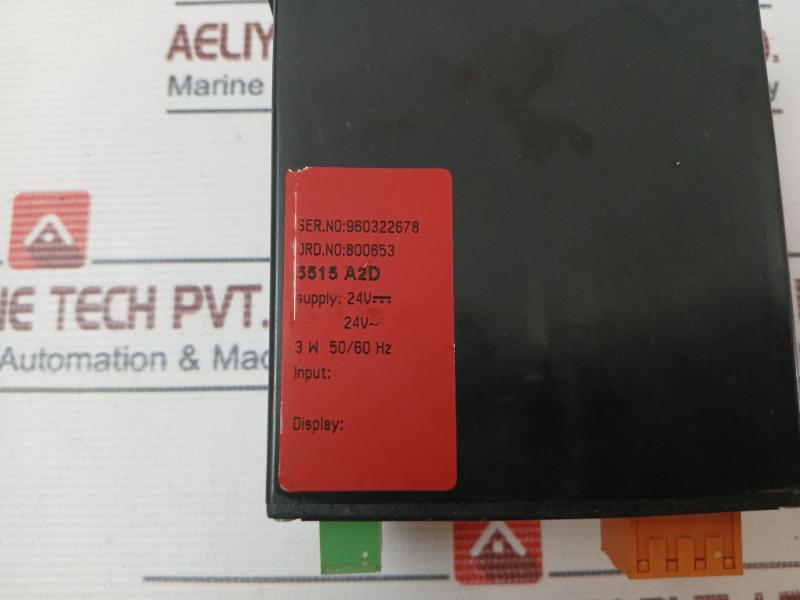 AELIY
D.
Marine
y
SER.NO:960322678
ORD.NO:800653
5515 A2D
supply: 24V⎓
24V~
3 W 50/60 Hz
Input:
Display:
NE TECH PVT.
Automation & Mac